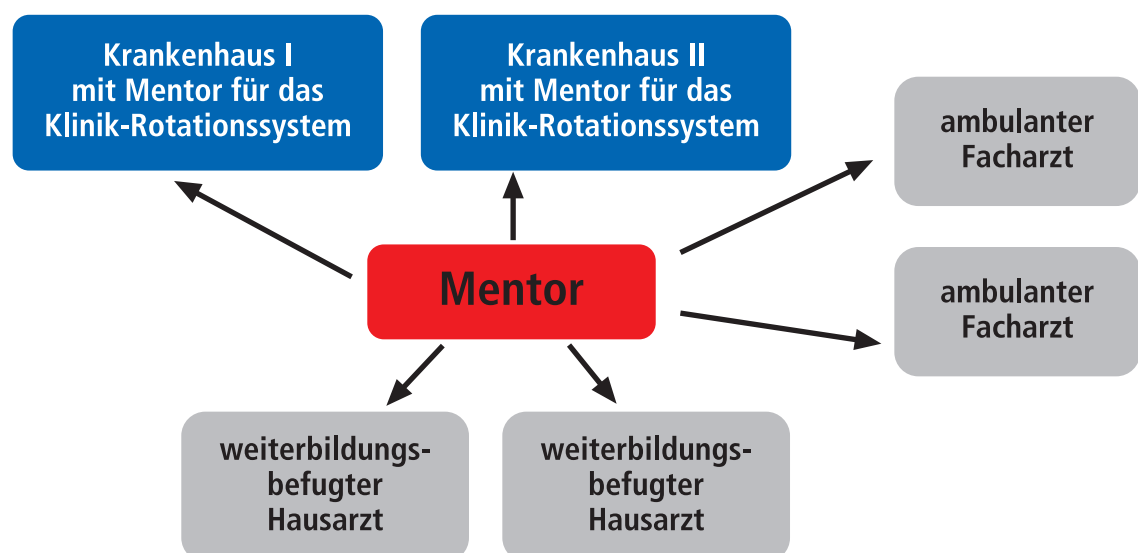 Krankenhaus I
mit Mentor für das
Klinik-Rotationssystem
Krankenhaus II
mit Mentor für das
Klinik-Rotationssystem
ambulanter
Facharzt
Mentor
ambulanter
Facharzt
weiterbildungs-
befugter
Hausarzt
weiterbildungs-
befugter
Hausarzt